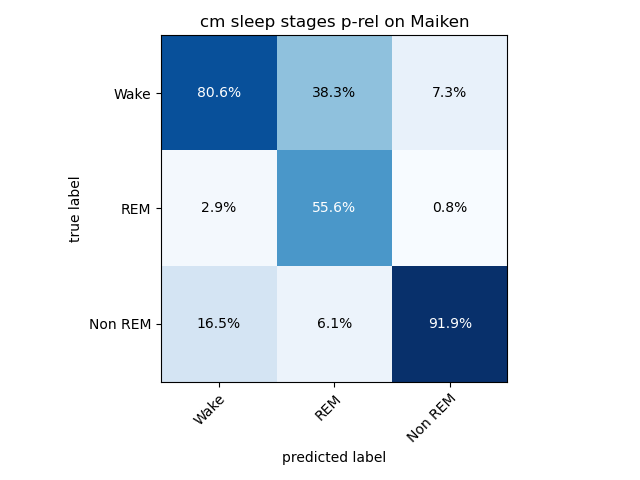 cm sleep stages p-rel on Maiken
Wake 80.6% 38.3% 7.3%
REM 2.9% 55.6% 0.8%
Non REM 16.5% 6.1% 91.9%
true label
Wake REM Non REM
predicted label